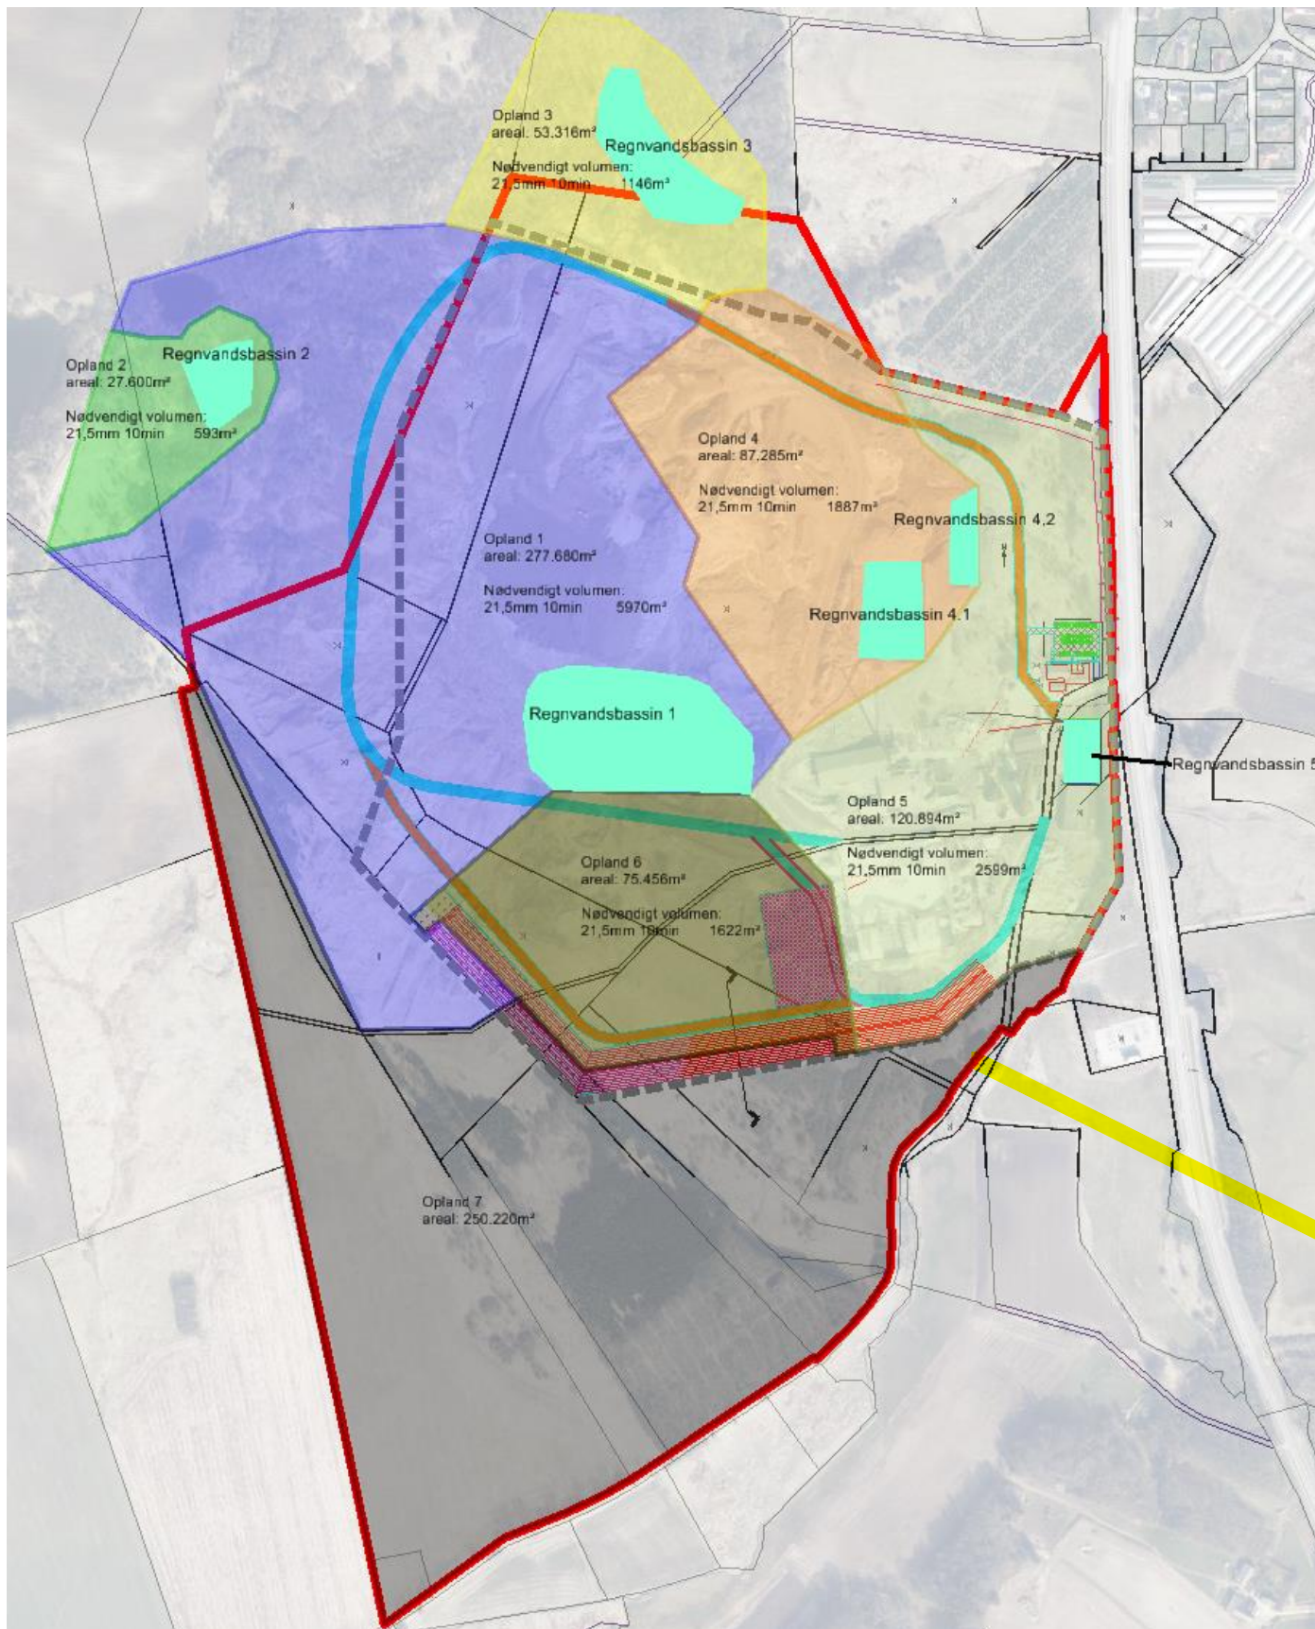 Opland 3
areal: 53.316m²
Nødvendigt volumen:
21,5mm 10min 1146m³
Regnvandsbassin 3
Opland 2
areal: 27.600m²
Nødvendigt volumen:
21,5mm 10min 593m³
Regnvandsbassin 2
Opland 4
areal: 87.285m²
Nødvendigt volumen:
21,5mm 10min 1887m³
Regnvandsbassin 4,2
Regnvandsbassin 4.1
Opland 1
areal: 277.680m²
Nødvendigt volumen:
21,5mm 10min 5970m³
Regnvandsbassin 1
Regnvandsbassin 5
Opland 5
areal: 120.894m²
Nødvendigt volumen:
21,5mm 10min 2599m³
Opland 6
areal: 75.456m²
Nødvendigt volumen:
21,5mm 10min 1622m³
Opland 7
areal: 250.220m²